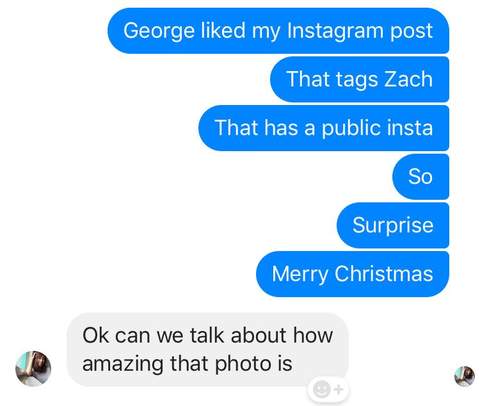 George liked my Instagram post
That tags Zach
That has a public insta
So
Surprise
Merry Christmas
Ok can we talk about how
amazing that photo is